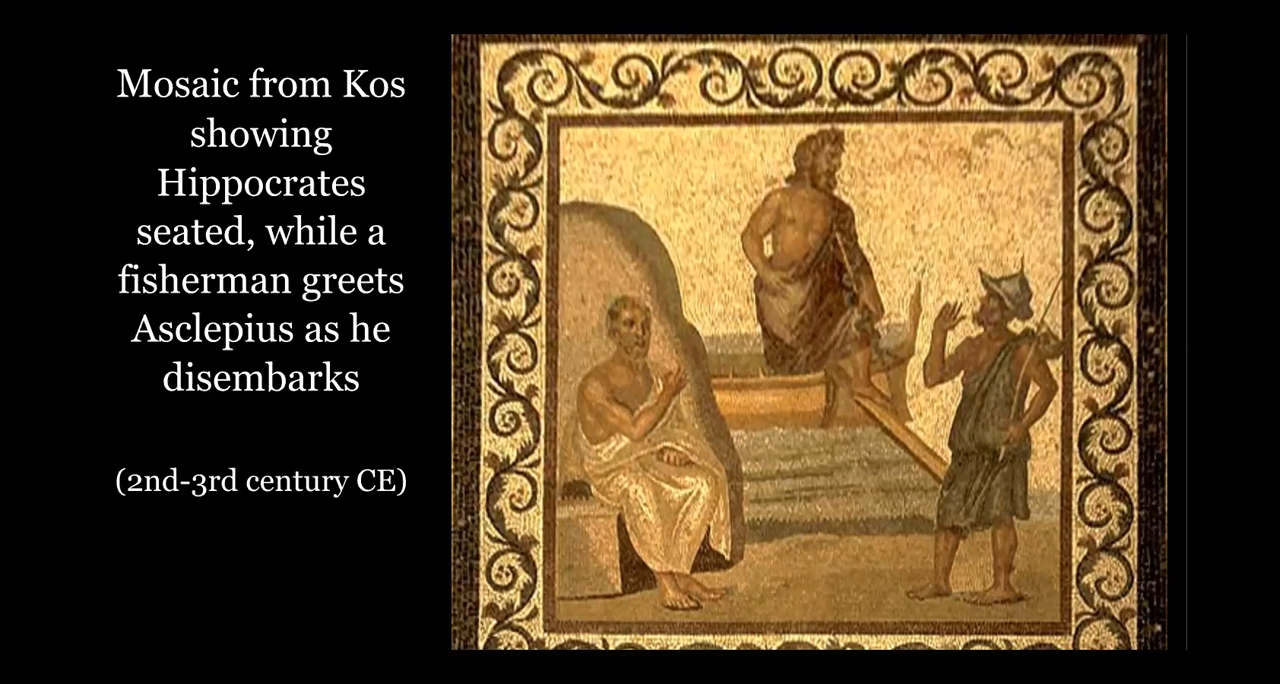 Mosaic from Kos
showing
Hippocrates
seated, while a
fisherman greets
Asclepius as he
disembarks
(2nd-3rd century CE)